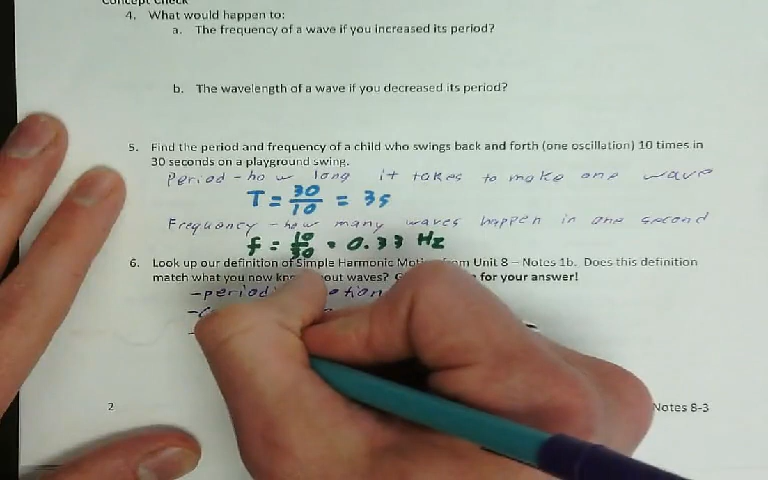 Concept Check
4. What would happen to:
a. The frequency of a wave if you increased its period?
b. The wavelength of a wave if you decreased its period?
5. Find the period and frequency of a child who swings back and forth (one oscillation) 10 times in
30 seconds on a playground swing.
Period - how long it takes to make one wave
T = 30/10 = 3s
Frequency - how many waves happen in one second
f = 10/30 = 0.33 Hz
6. Look up our definition of Simple Harmonic from Unit 8 – Notes 1b. Does this definition
match what you now out waves? for your answer!
2
Notes 8-3